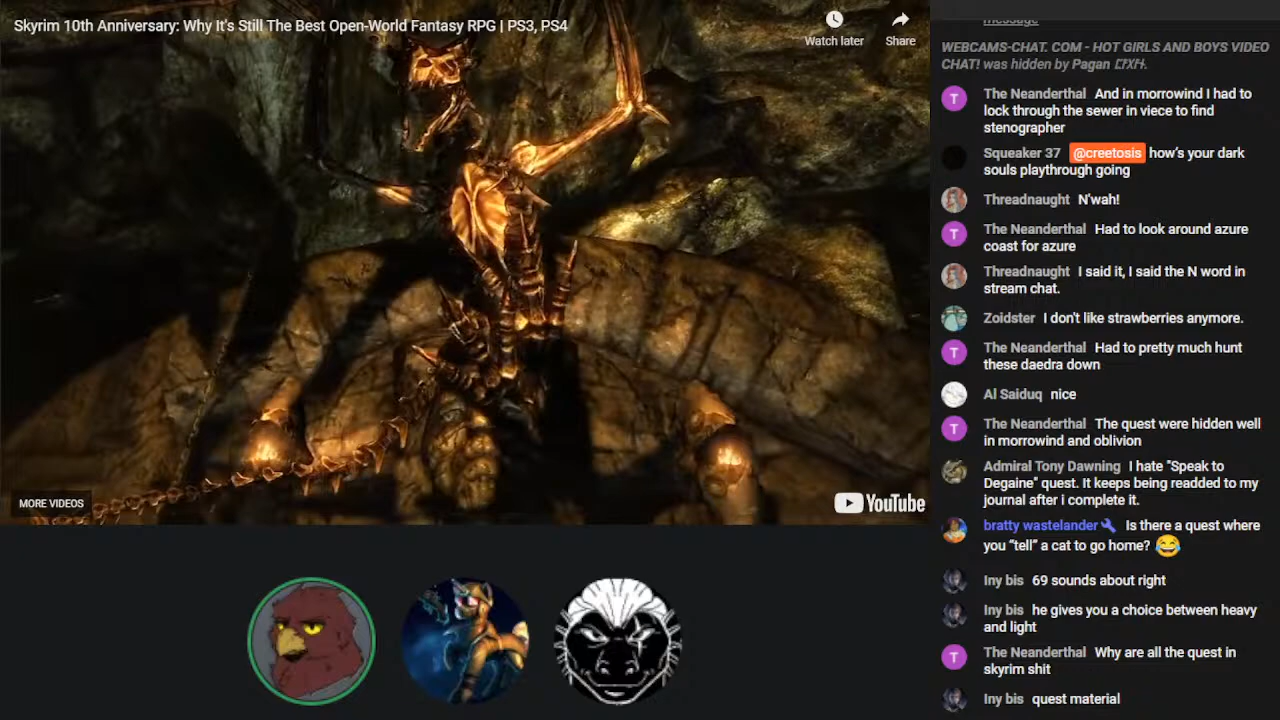 Skyrim 10th Anniversary: Why It's Still The Best Open-World Fantasy RPG | PS3, PS4
Watch later
Share
MORE VIDEOS
YouTube
message
WEBCAMS-CHAT. COM - HOT GIRLS AND BOYS VIDEO
CHAT! was hidden by Pagan
The Neanderthal And in morrowind I had to
lock through the sewer in viece to find
stenographer
Squeaker 37 @creetosis how's your dark
souls playthrough going
Threadnaught N'wah!
The Neanderthal Had to look around azure
coast for azure
Threadnaught I said it, I said the N word in
stream chat.
Zoidster I don't like strawberries anymore.
T
The Neanderthal Had to pretty much hunt
these daedra down
Al Saiduq nice
The Neanderthal The quest were hidden well
in morrowind and oblivion
Admiral Tony Dawning I hate "Speak to
Degaine" quest. It keeps being readded to my
journal after i complete it.
bratty wastelander Is there a quest where
you “tell” a cat to go home? 😂
Iny bis 69 sounds about right
Iny bis he gives you a choice between heavy
and light
The Neanderthal Why are all the quest in
skyrim shit
Iny bis quest material